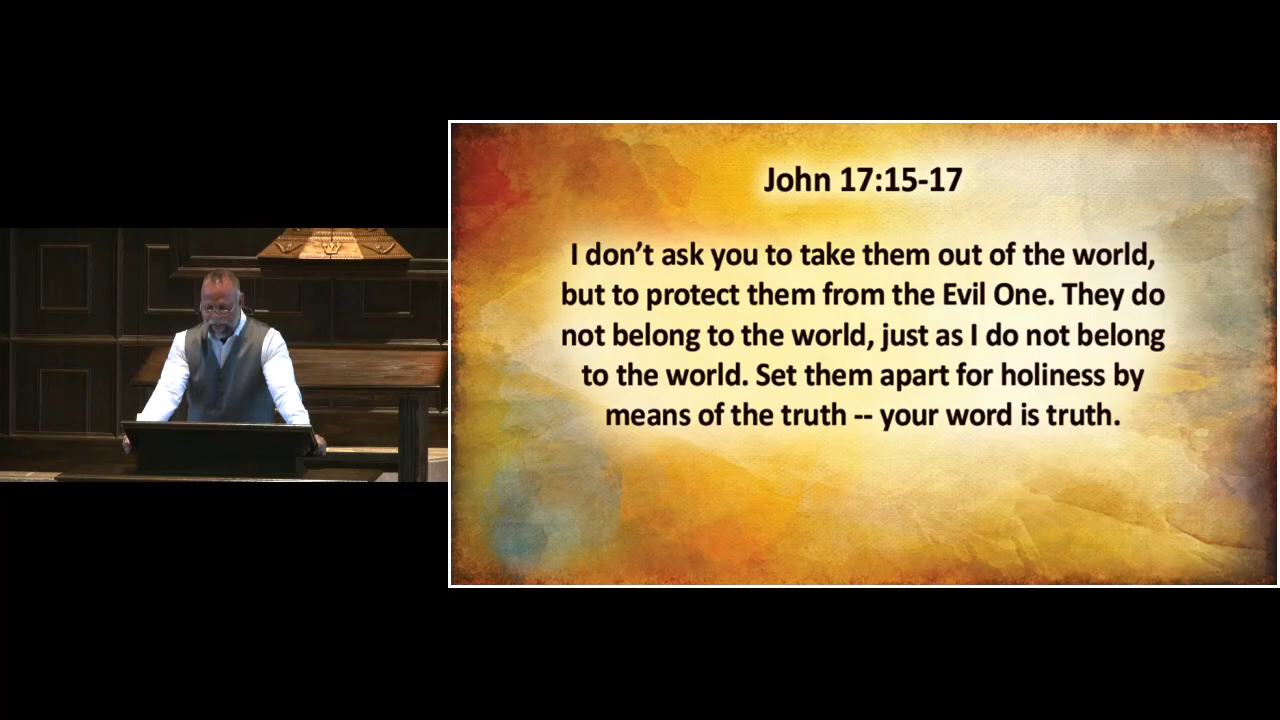 John 17:15-17
I don’t ask you to take them out of the world,
but to protect them from the Evil One. They do
not belong to the world, just as I do not belong
to the world. Set them apart for holiness by
means of the truth -- your word is truth.